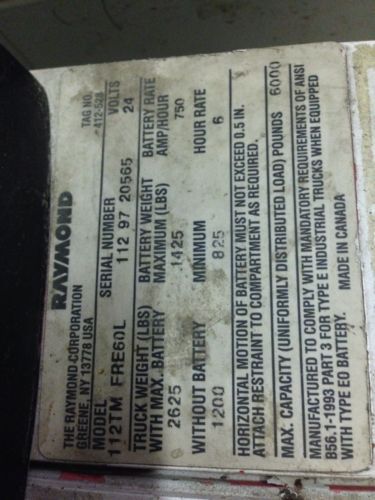 RAYMOND
THE RAYMOND CORPORATION
GREENE, NY 13778 USA
TAG NO.
412-528
MODEL SERIAL NUMBER VOLTS
112TM FRE60L 112 97 20565 24
TRUCK WEIGHT (LBS) BATTERY WEIGHT BATTERY RATE
WITH MAX. BATTERY MAXIMUM (LBS) AMP/HOUR
2625 1425 750
WITHOUT BATTERY MINIMUM HOUR RATE
1200 825 6
HORIZONTAL MOTION OF BATTERY MUST NOT EXCEED 0.5 IN.
ATTACH RESTRAINT TO COMPARTMENT AS REQUIRED.
MAX. CAPACITY (UNIFORMLY DISTRIBUTED LOAD) POUNDS 6000
MANUFACTURED TO COMPLY WITH MANDATORY REQUIREMENTS OF ANSI
B56.1-1993 PART 3 FOR TYPE E INDUSTRIAL TRUCKS WHEN EQUIPPED
WITH TYPE EO BATTERY. MADE IN CANADA